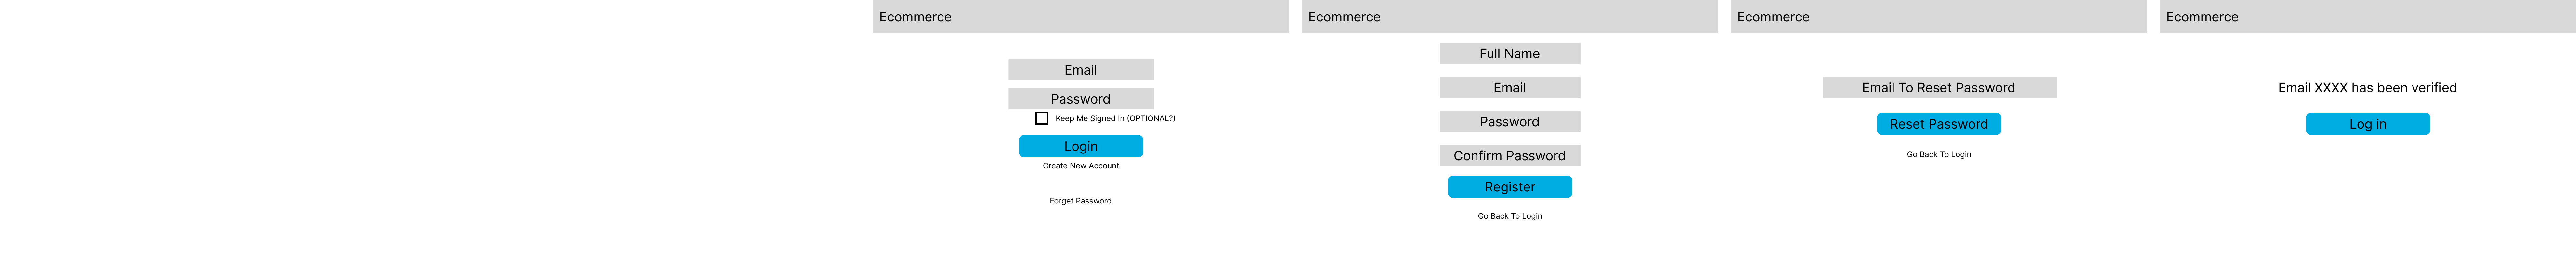 Ecommerce
Email
Password
Keep Me Signed In (OPTIONAL?)
Login
Create New Account
Forget Password
Ecommerce
Full Name
Email
Password
Confirm Password
Register
Go Back To Login
Ecommerce
Email To Reset Password
Reset Password
Go Back To Login
Ecommerce
Email XXXX has been verified
Log in